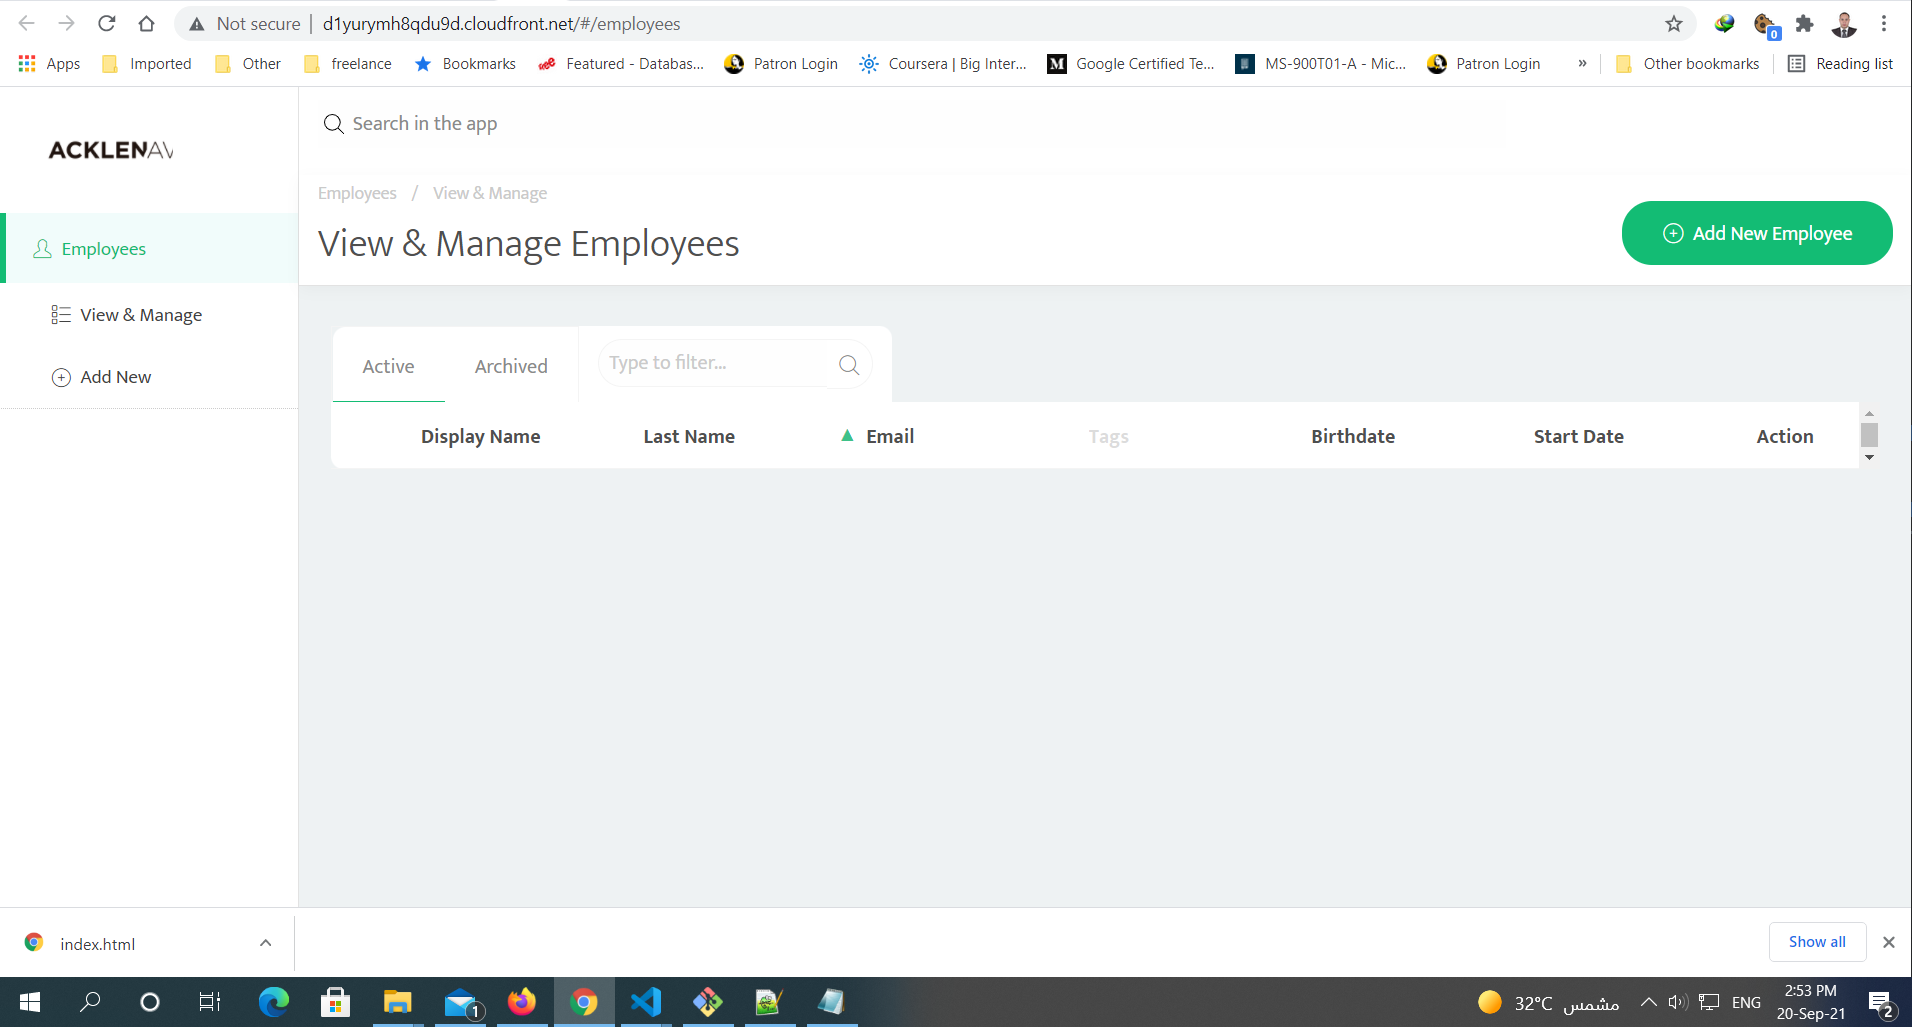 Not secure | d1yurymh8qdu9d.cloudfront.net/#/employees
0
Apps Imported Other freelance Bookmarks Featured - Databas... Patron Login Coursera | Big Inter... Google Certified Te... MS-900T01-A - Mic... Patron Login » Other bookmarks Reading list
ACKLENAV
Search in the app
Employees / View & Manage
View & Manage Employees
Add New Employee
Employees
View & Manage
Add New
Active Archived Type to filter...
Display Name Last Name Email Tags Birthdate Start Date Action
index.html
Show all
1
32°C مشمس
ENG
2:53 PM
20-Sep-21
2